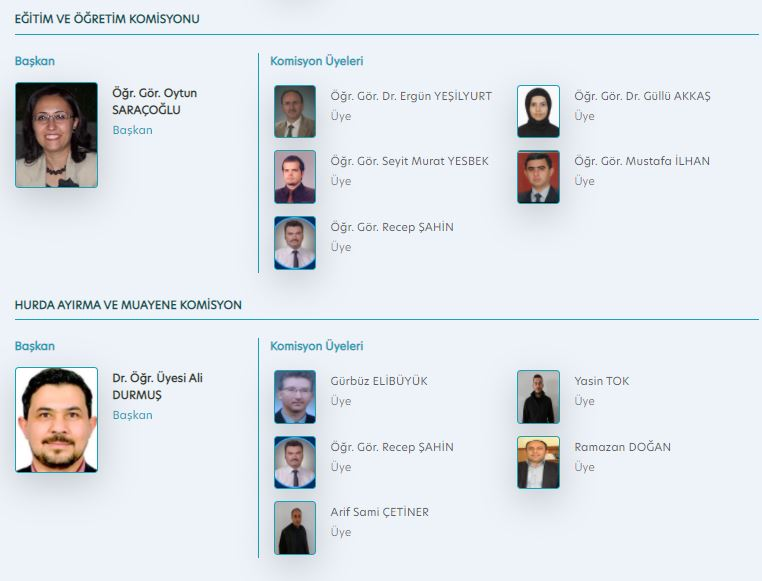 EĞİTİM VE ÖĞRETİM KOMİSYONU
Başkan
Öğr. Gör. Oytun
SARAÇOĞLU
Başkan
Komisyon Üyeleri
Öğr. Gör. Dr. Ergün YEŞİLYURT
Üye
Öğr. Gör. Dr. Güllü AKKAŞ
Üye
Öğr. Gör. Seyit Murat YESBEK
Üye
Öğr. Gör. Mustafa İLHAN
Üye
Öğr. Gör. Recep ŞAHİN
Üye
HURDA AYIRMA VE MUAYENE KOMİSYON
Başkan
Dr. Öğr. Üyesi Ali
DURMUŞ
Başkan
Komisyon Üyeleri
Gürbüz ELİBÜYÜK
Üye
Yasin TOK
Üye
Öğr. Gör. Recep ŞAHİN
Üye
Ramazan DOĞAN
Üye
Arif Sami ÇETİNER
Üye